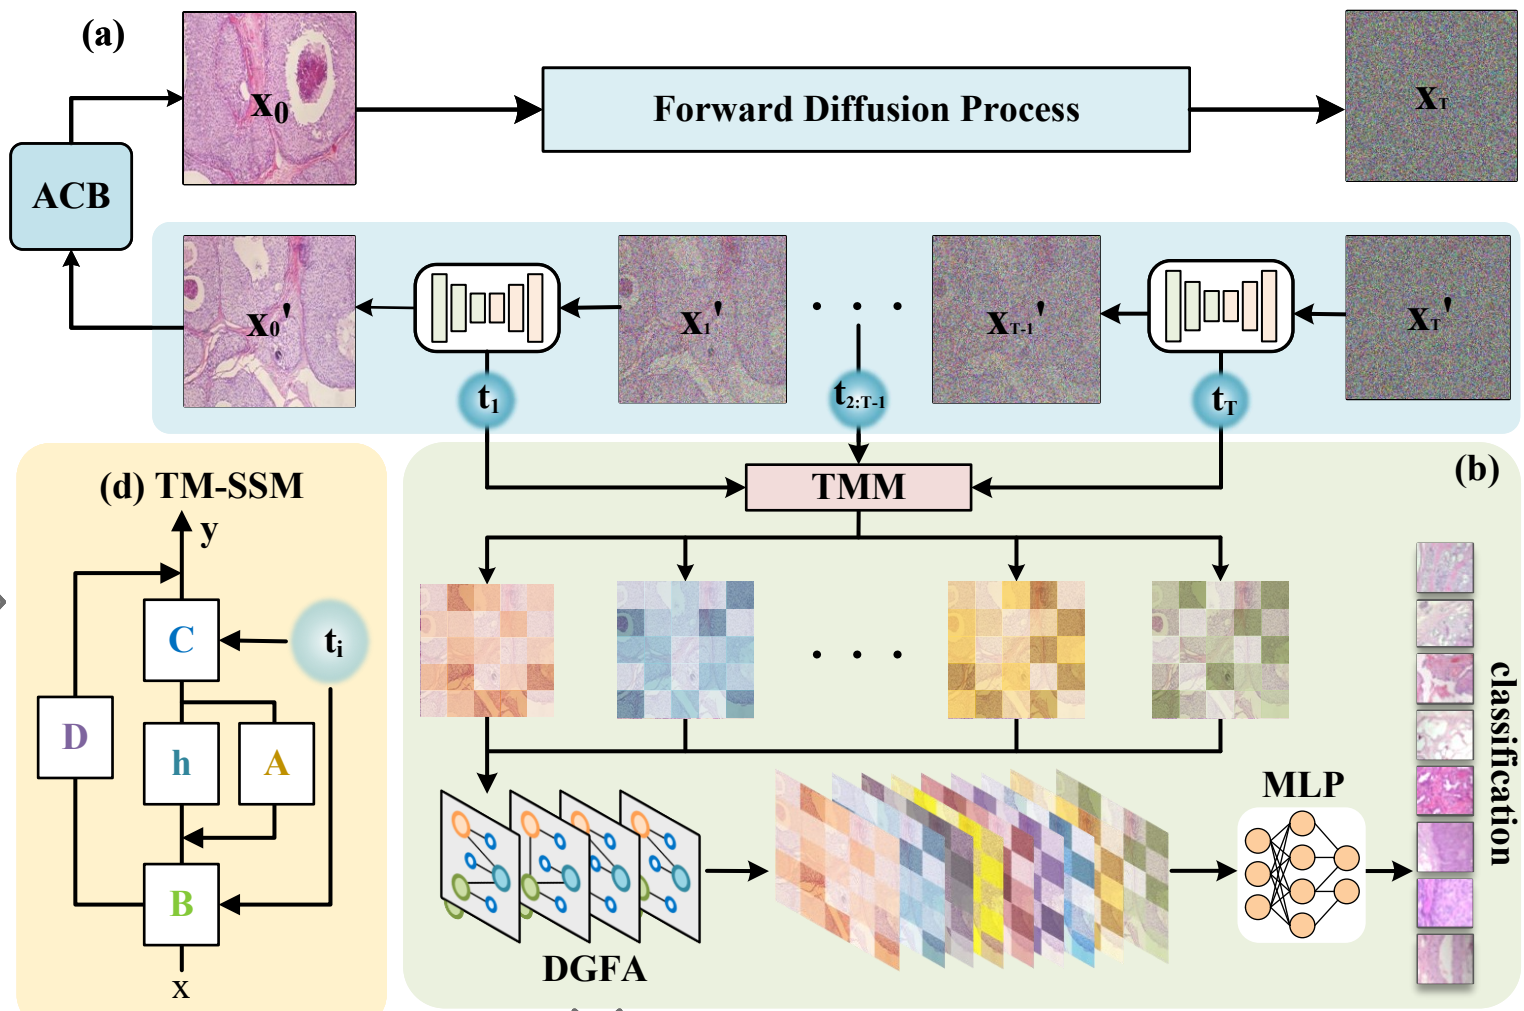 (a)
x0
Forward Diffusion Process
xT
ACB
x0'
x1'
. . .
xT-1'
xT'
t1
t2:T-1
tT
(d) TM-SSM
y
C
ti
D
h
A
B
x
(b)
TMM
. . .
DGFA
MLP
classification